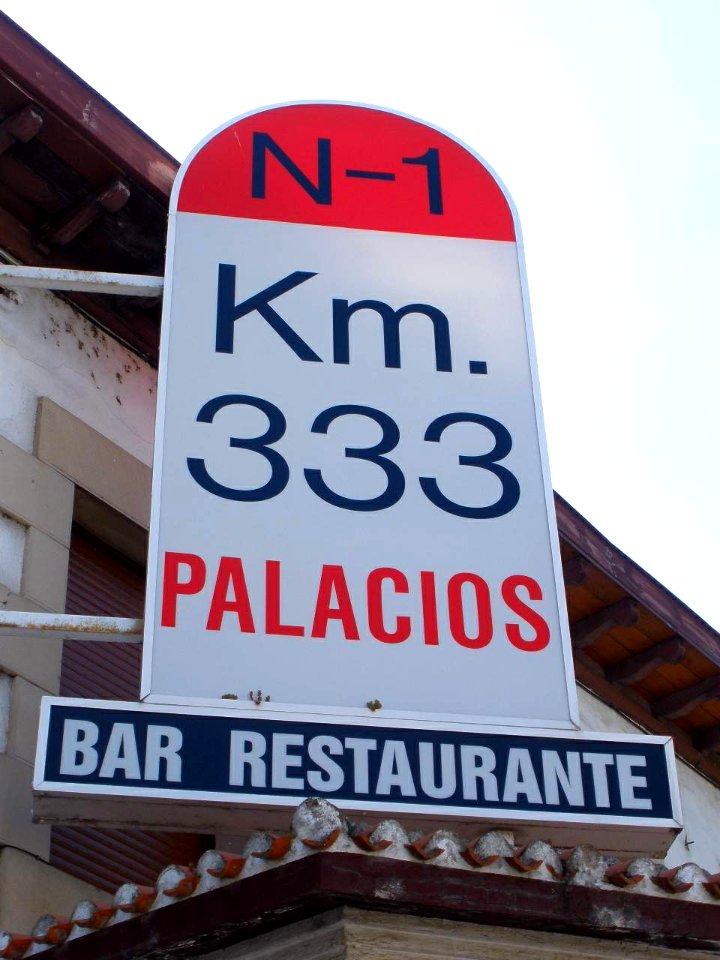 N-1
Km.
333
PALACIOS
BAR RESTAURANTE